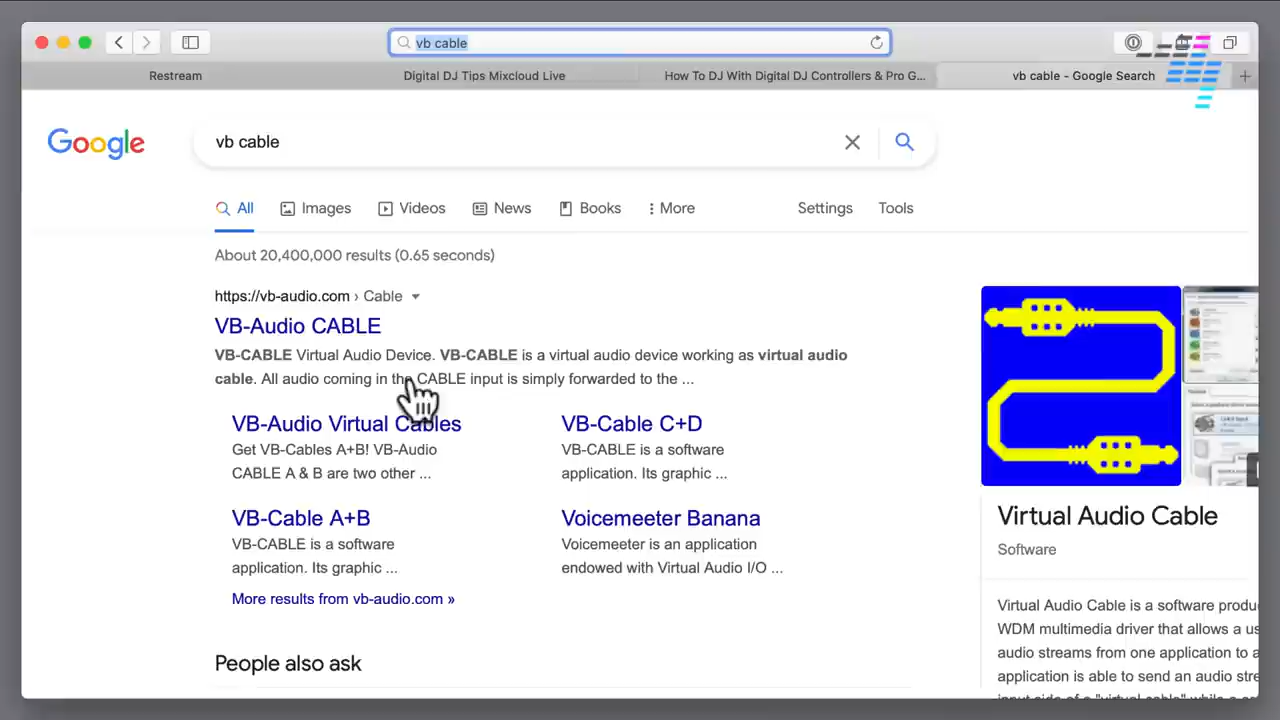 vb cable
Restream
Digital DJ Tips Mixcloud Live
How To DJ With Digital DJ Controllers & Pro G...
vb cable - Google Search
Google
vb cable
All
Images
Videos
News
Books
More
Settings
Tools
About 20,400,000 results (0.65 seconds)
https://vb-audio.com › Cable
VB-Audio CABLE
VB-CABLE Virtual Audio Device. VB-CABLE is a virtual audio device working as virtual audio
cable. All audio coming in the CABLE input is simply forwarded to the ...
VB-Audio Virtual Cables
Get VB-Cables A+B! VB-Audio
CABLE A & B are two other ...
VB-Cable C+D
VB-CABLE is a software
application. Its graphic ...
VB-Cable A+B
VB-CABLE is a software
application. Its graphic ...
Voicemeeter Banana
Voicemeeter is an application
endowed with Virtual Audio I/O ...
More results from vb-audio.com »
People also ask
Virtual Audio Cable
Software
Virtual Audio Cable is a software produ
WDM multimedia driver that allows a us
audio streams from one application to a
application is able to send an audio stre